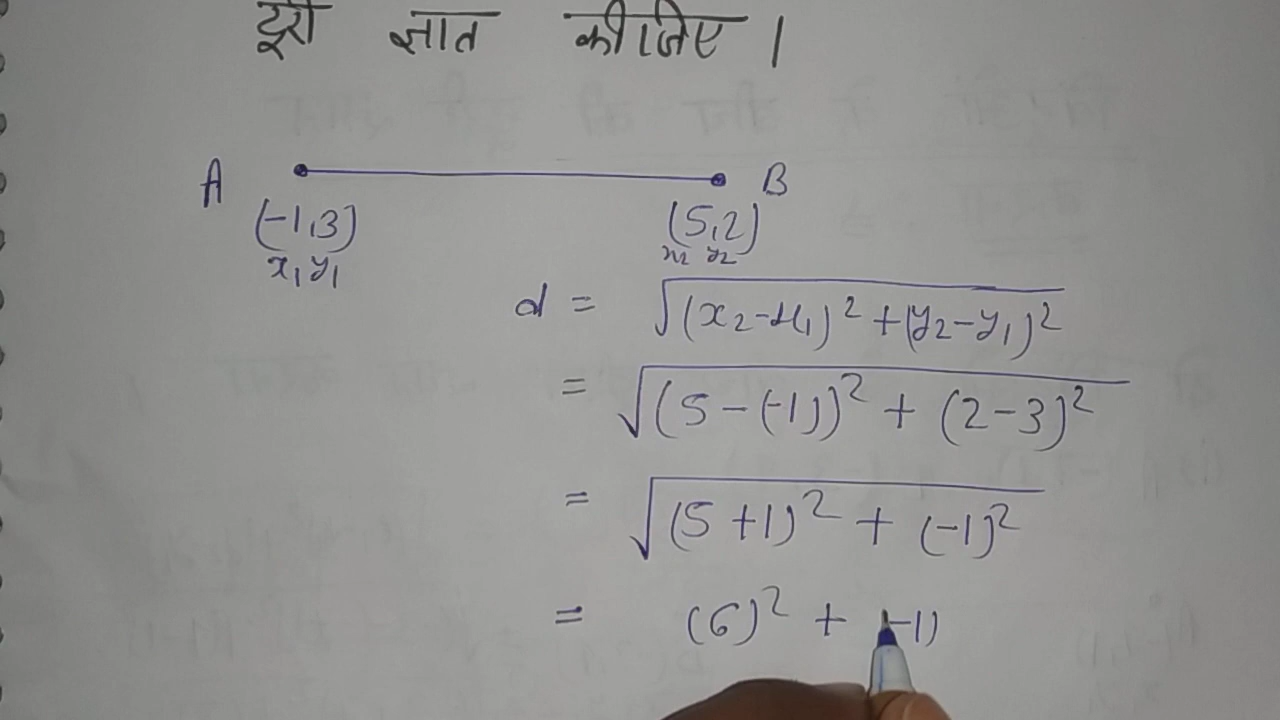 दूरी ज्ञात कीजिए ।
A B
(-1,3) (5,2)
x₁ y₁ x₂ y₂
d = √(x₂-x₁)² + (y₂-y₁)²
= √(5-(-1))² + (2-3)²
= √(5+1)² + (-1)²
= (6)² + (-1)